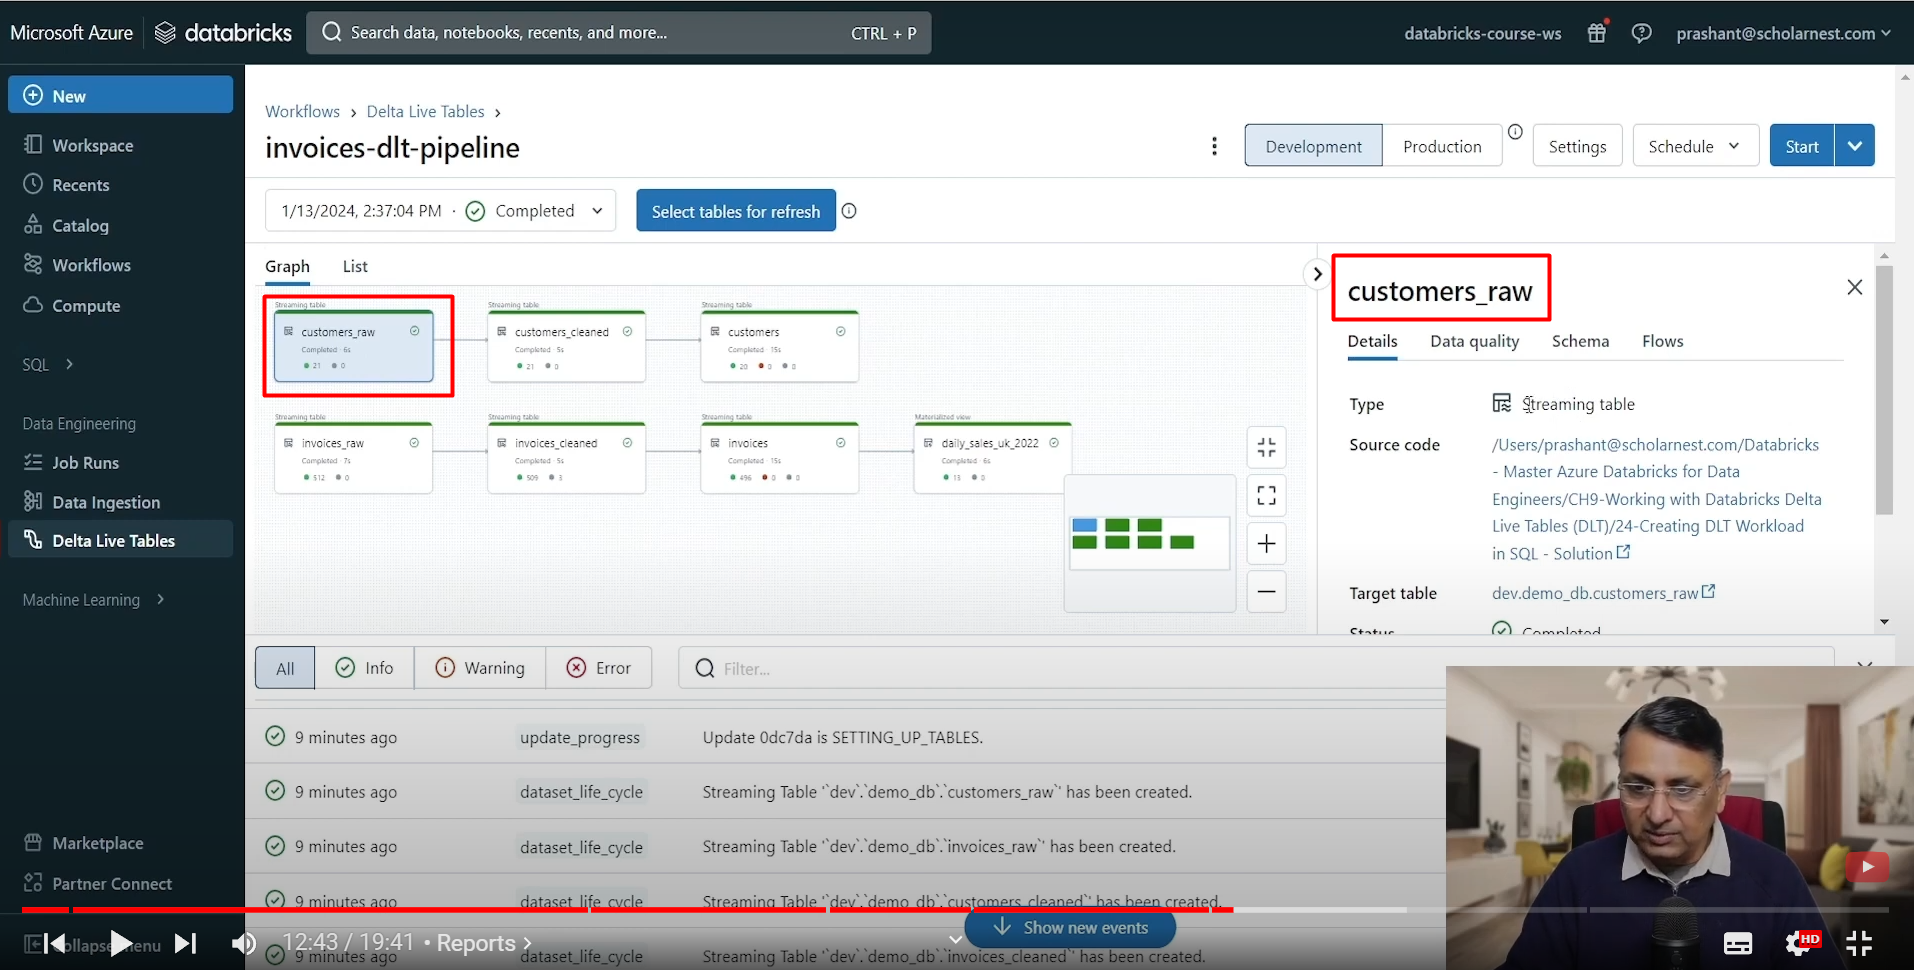 Microsoft Azure databricks Search data, notebooks, recents, and more... CTRL + P databricks-course-ws prashant@scholarnest.com
New
Workspace
Recents
Catalog
Workflows
Compute
SQL
Data Engineering
Job Runs
Data Ingestion
Delta Live Tables
Machine Learning
Marketplace
Partner Connect
Collapse menu
Workflows > Delta Live Tables >
invoices-dlt-pipeline
Development Production Settings Schedule Start
1/13/2024, 2:37:04 PM · Completed Select tables for refresh
Graph List
Streaming table
customers_raw
Completed · 6s
21 0
Streaming table
customers_cleaned
Completed · 5s
21 0
Streaming table
customers
Completed · 15s
20 0 0
Streaming table
invoices_raw
Completed · 7s
512 0
Streaming table
invoices_cleaned
Completed · 5s
509 3
Streaming table
invoices
Completed · 15s
496 0 0
Materialized view
daily_sales_uk_2022
Completed · 6s
13 0
customers_raw
Details Data quality Schema Flows
Type Streaming table
Source code /Users/prashant@scholarnest.com/Databricks
- Master Azure Databricks for Data
Engineers/CH9-Working with Databricks Delta
Live Tables (DLT)/24-Creating DLT Workload
in SQL - Solution
Target table dev.demo_db.customers_raw
Status Completed
All Info Warning Error Filter...
9 minutes ago update_progress Update 0dc7da is SETTING_UP_TABLES.
9 minutes ago dataset_life_cycle Streaming Table '`dev`.`demo_db`.`customers_raw`' has been created.
9 minutes ago dataset_life_cycle Streaming Table '`dev`.`demo_db`.`invoices_raw`' has been created.
9 minutes ago dataset_life_cycle Streaming Table '`dev`.`demo_db`.`customers_cleaned`' has been created.
Show new events
9 minutes ago dataset_life_cycle Streaming Table '`dev`.`demo_db`.`invoices_cleaned`' has been created.
12:43 / 19:41 • Reports >
HD